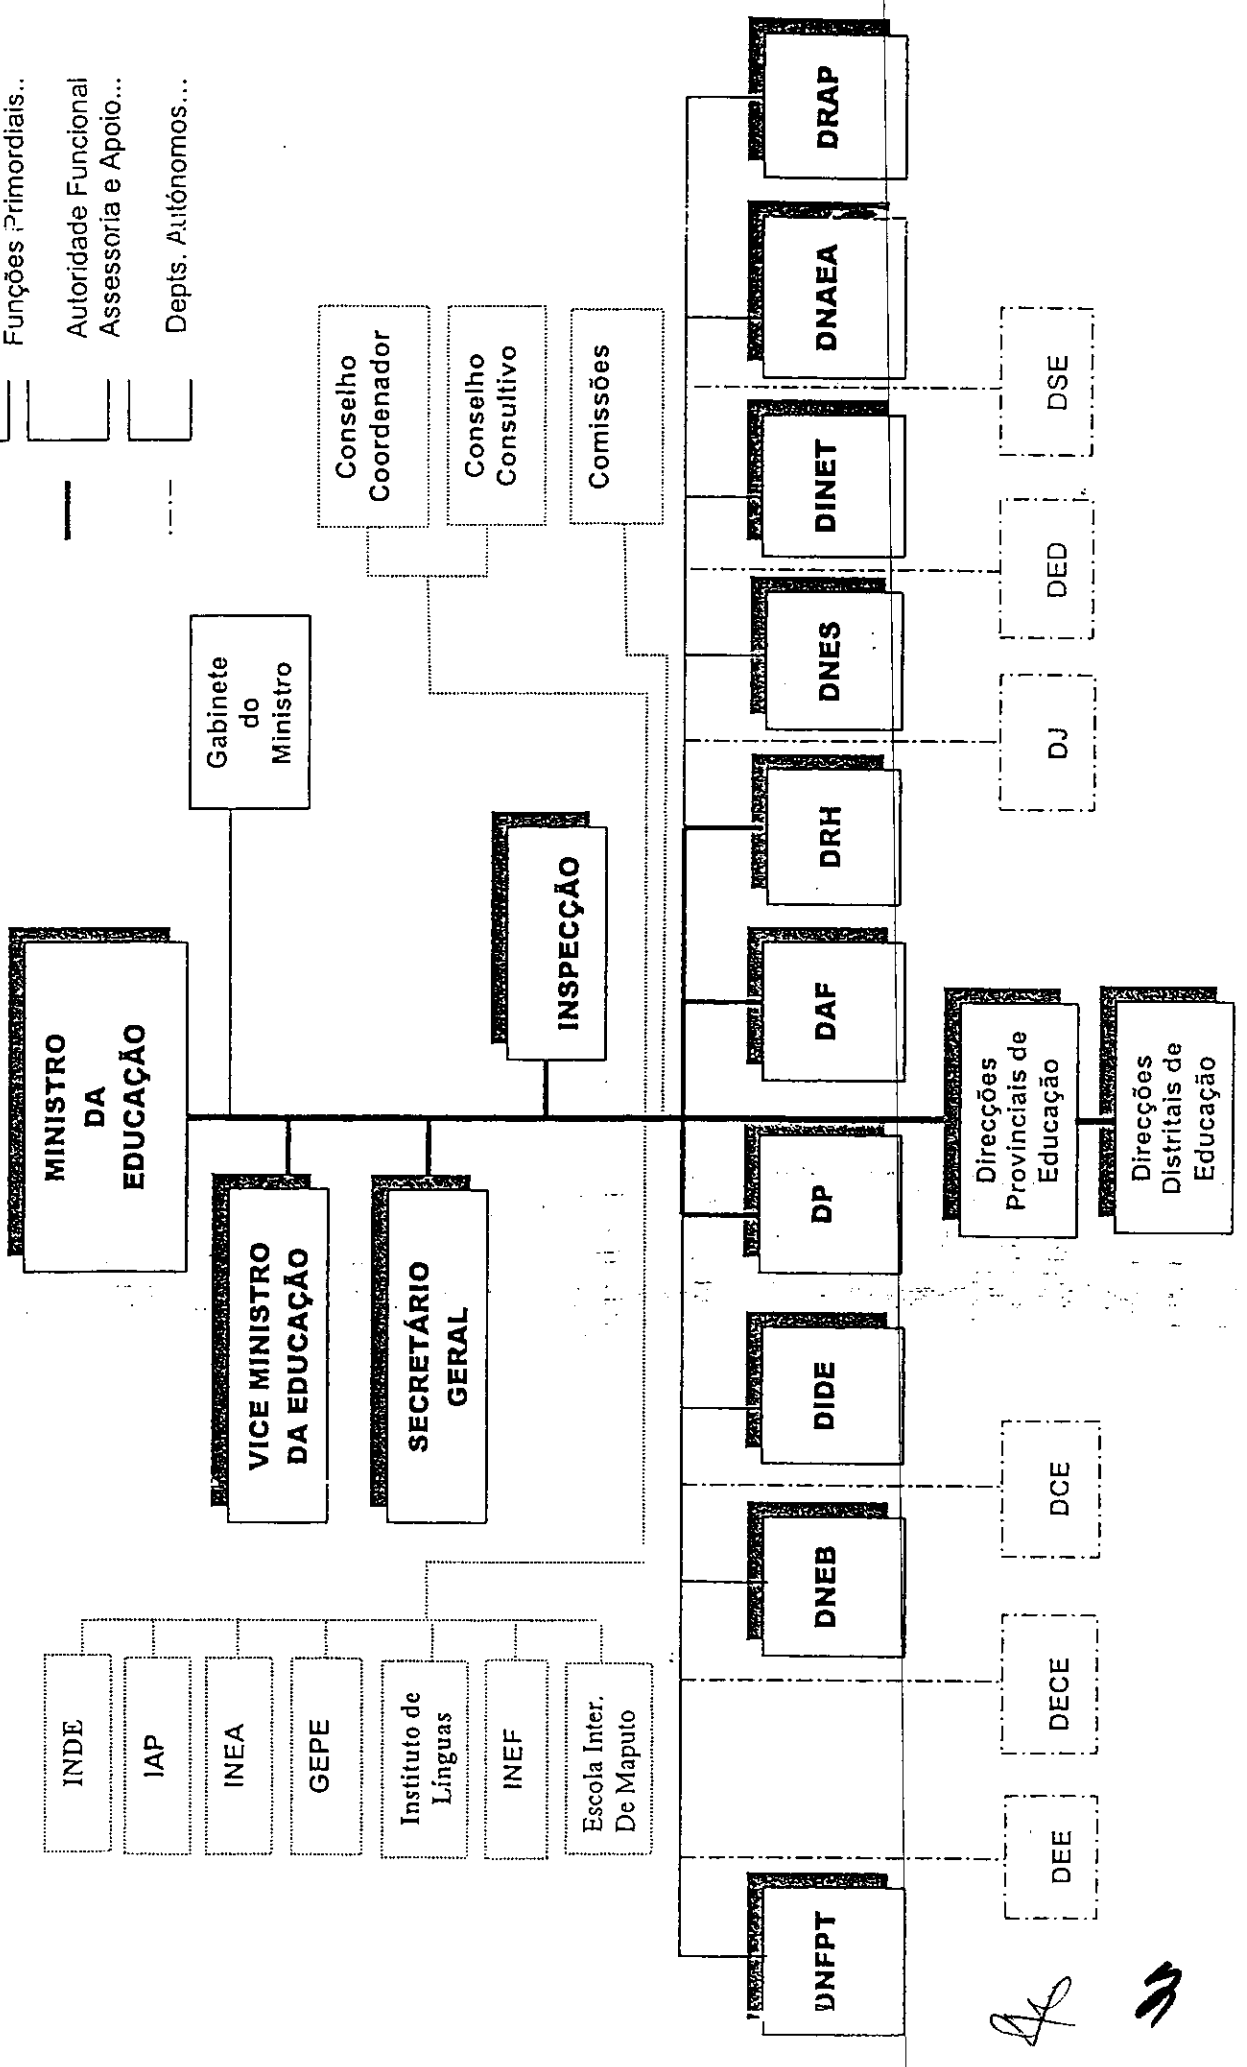 Funções Primordiais..
Autoridade Funcional
Assessoria e Apoio...
Depts. Autónomos...
MINISTRO
DA
EDUCAÇÃO
Gabinete
do
Ministro
VICE MINISTRO
DA EDUCAÇÃO
SECRETÁRIO
GERAL
INSPECÇÃO
Conselho
Coordenador
Conselho
Consultivo
Comissões
INDE
IAP
INEA
GEPE
Instituto de
Línguas
INEF
Escola Inter.
De Maputo
DNFPT
DNEB
DIDE
DP
DAF
DRH
DNES
DINET
DNAEA
DRAP
DEE
DECE
DCE
DJ
DED
DSE
Direcções
Provinciais de
Educação
Direcções
Distritais de
Educação